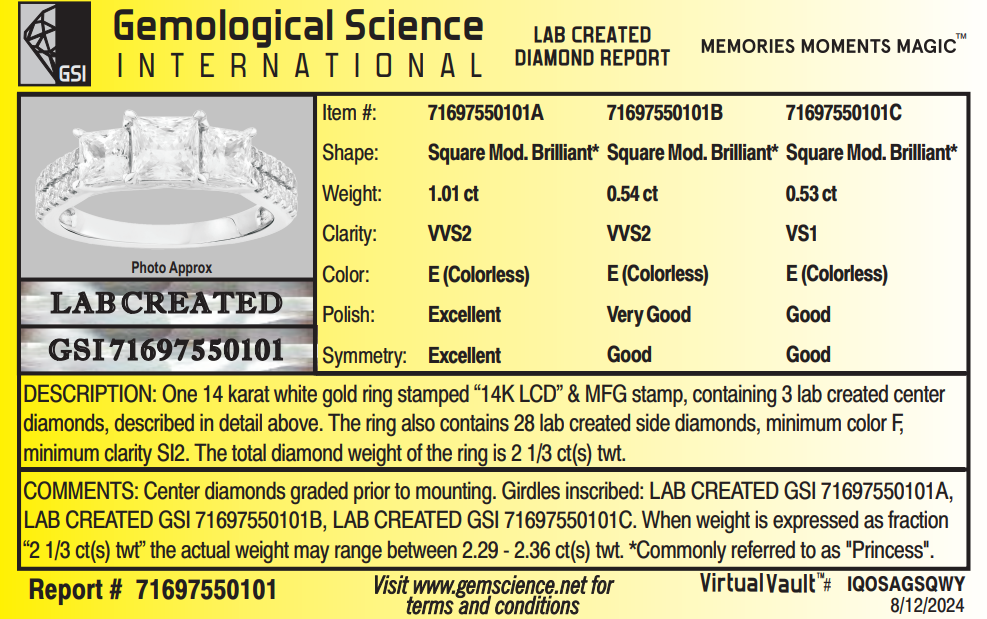 GSI
Gemological Science
INTERNATIONAL
LAB CREATED
DIAMOND REPORT
MEMORIES MOMENTS MAGIC™
Photo Approx
LAB CREATED
GSI 71697550101
Item #: 71697550101A 71697550101B 71697550101C
Shape: Square Mod. Brilliant* Square Mod. Brilliant* Square Mod. Brilliant*
Weight: 1.01 ct 0.54 ct 0.53 ct
Clarity: VVS2 VVS2 VS1
Color: E (Colorless) E (Colorless) E (Colorless)
Polish: Excellent Very Good Good
Symmetry: Excellent Good Good
DESCRIPTION: One 14 karat white gold ring stamped “14K LCD” & MFG stamp, containing 3 lab created center
diamonds, described in detail above. The ring also contains 28 lab created side diamonds, minimum color F,
minimum clarity SI2. The total diamond weight of the ring is 2 1/3 ct(s) twt.
COMMENTS: Center diamonds graded prior to mounting. Girdles inscribed: LAB CREATED GSI 71697550101A,
LAB CREATED GSI 71697550101B, LAB CREATED GSI 71697550101C. When weight is expressed as fraction
“2 1/3 ct(s) twt” the actual weight may range between 2.29 - 2.36 ct(s) twt. *Commonly referred to as "Princess".
Report # 71697550101
Visit www.gemscience.net for
terms and conditions
VirtualVault™# IQOSAGSQWY
8/12/2024